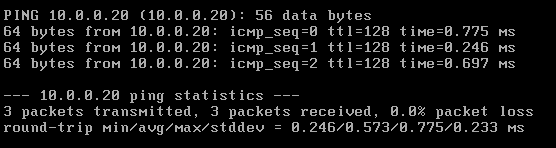 PING 10.0.0.20 (10.0.0.20): 56 data bytes
64 bytes from 10.0.0.20: icmp_seq=0 ttl=128 time=0.775 ms
64 bytes from 10.0.0.20: icmp_seq=1 ttl=128 time=0.246 ms
64 bytes from 10.0.0.20: icmp_seq=2 ttl=128 time=0.697 ms
--- 10.0.0.20 ping statistics ---
3 packets transmitted, 3 packets received, 0.0% packet loss
round-trip min/avg/max/stddev = 0.246/0.573/0.775/0.233 ms